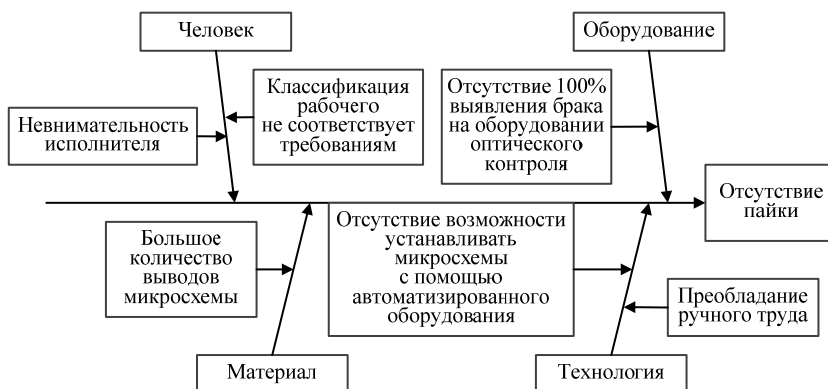 Человек
Оборудование
Классификация
рабочего
не соответствует
требованиям
Отсутствие 100%
выявления брака
на оборудовании
оптического
контроля
Невнимательность
исполнителя
Отсутствие
пайки
Большое
количество
выводов
микросхемы
Отсутствие возможности
устанавливать
микросхемы
с помощью
автоматизированного
оборудования
Преобладание
ручного труда
Материал
Технология